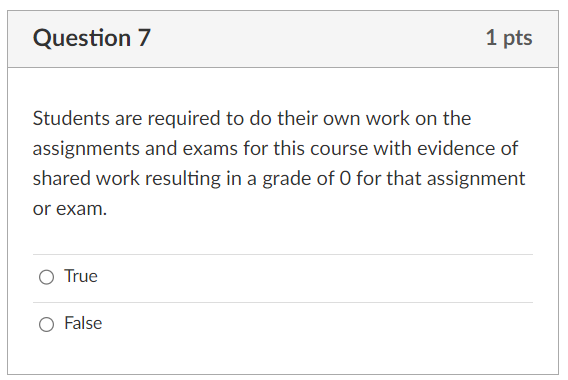 Question 7
1 pts
Students are required to do their own work on the
assignments and exams for this course with evidence of
shared work resulting in a grade of 0 for that assignment
or exam.
True
False